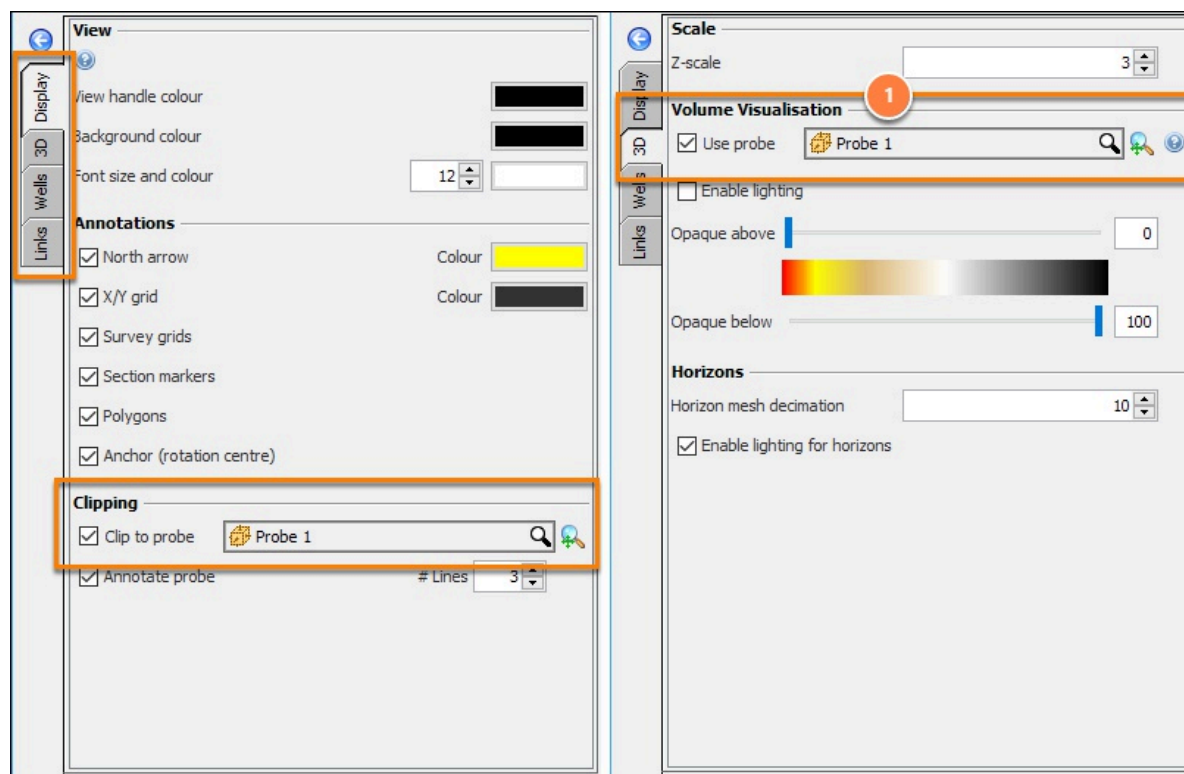 View
Display
3D
Wells
Links
View handle colour
Background colour
Font size and colour 12
Annotations
North arrow Colour
X/Y grid Colour
Survey grids
Section markers
Polygons
Anchor (rotation centre)
Clipping
Clip to probe Probe 1
Annotate probe # Lines 3
Scale
Display
3D
Wells
Links
Z-scale 3
1
Volume Visualisation
Use probe Probe 1
Enable lighting
Opaque above 0
Opaque below 100
Horizons
Horizon mesh decimation 10
Enable lighting for horizons